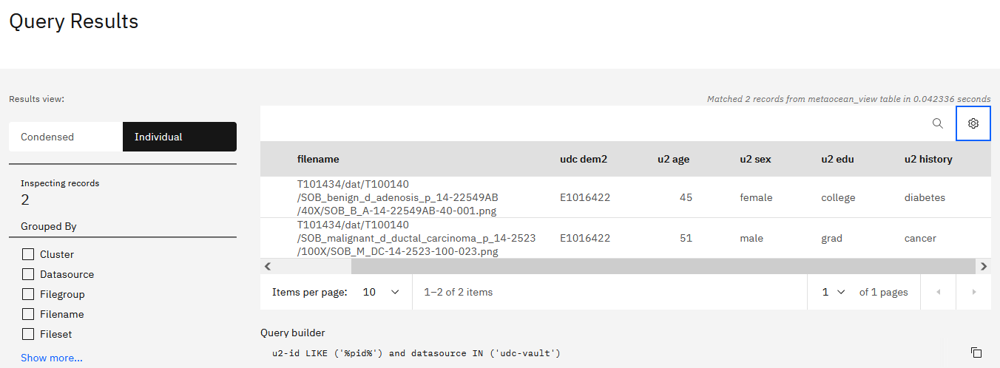 Query Results
Results view:
Matched 2 records from metaocean_view table in 0.042336 seconds
Condensed
Individual
Inspecting records
2
Grouped By
Cluster
Datasource
Filegroup
Filename
Fileset
Show more...
filename udc dem2 u2 age u2 sex u2 edu u2 history
T101434/dat/T100140
/SOB_benign_d_adenosis_p_14-22549AB E1016422 45 female college diabetes
/40X/SOB_B_A-14-22549AB-40-001.png
T101434/dat/T100140
/SOB_malignant_d_ductal_carcinoma_p_14-2523 E1016422 51 male grad cancer
/100X/SOB_M_DC-14-2523-100-023.png
Items per page: 10 1–2 of 2 items 1 of 1 pages
Query builder
u2-id LIKE ('%pid%') and datasource IN ('udc-vault')